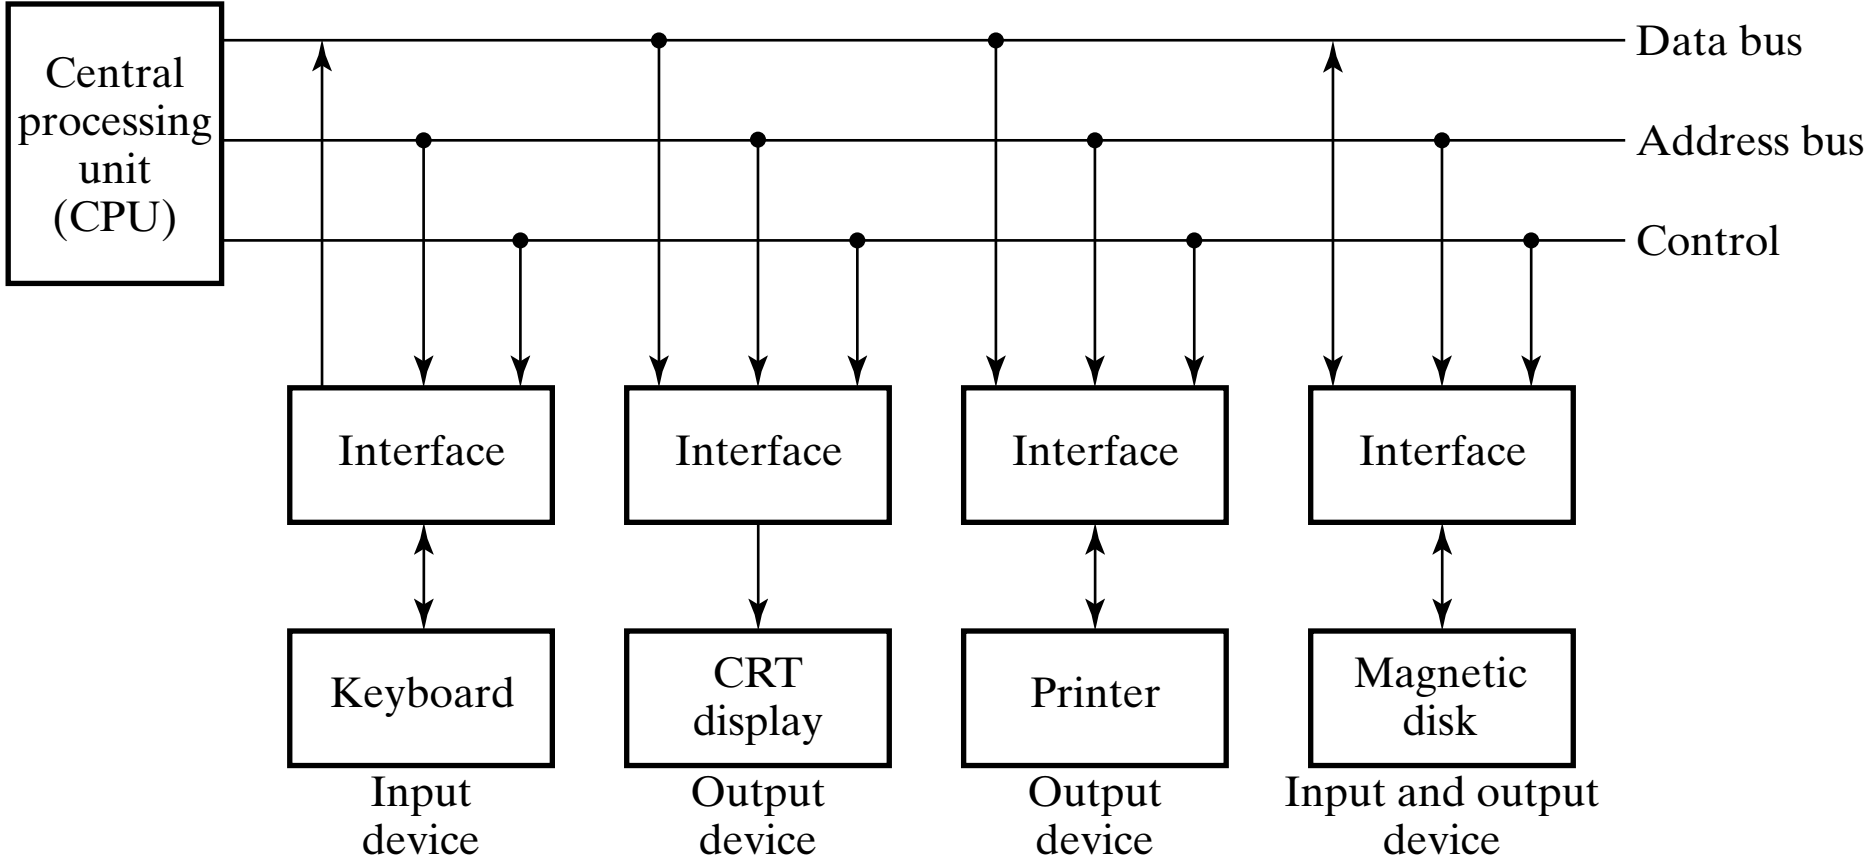 Central
processing
unit
(CPU)
Data bus
Address bus
Control
Interface
Interface
Interface
Interface
Keyboard
CRT
display
Printer
Magnetic
disk
Input
device
Output
device
Output
device
Input and output
device